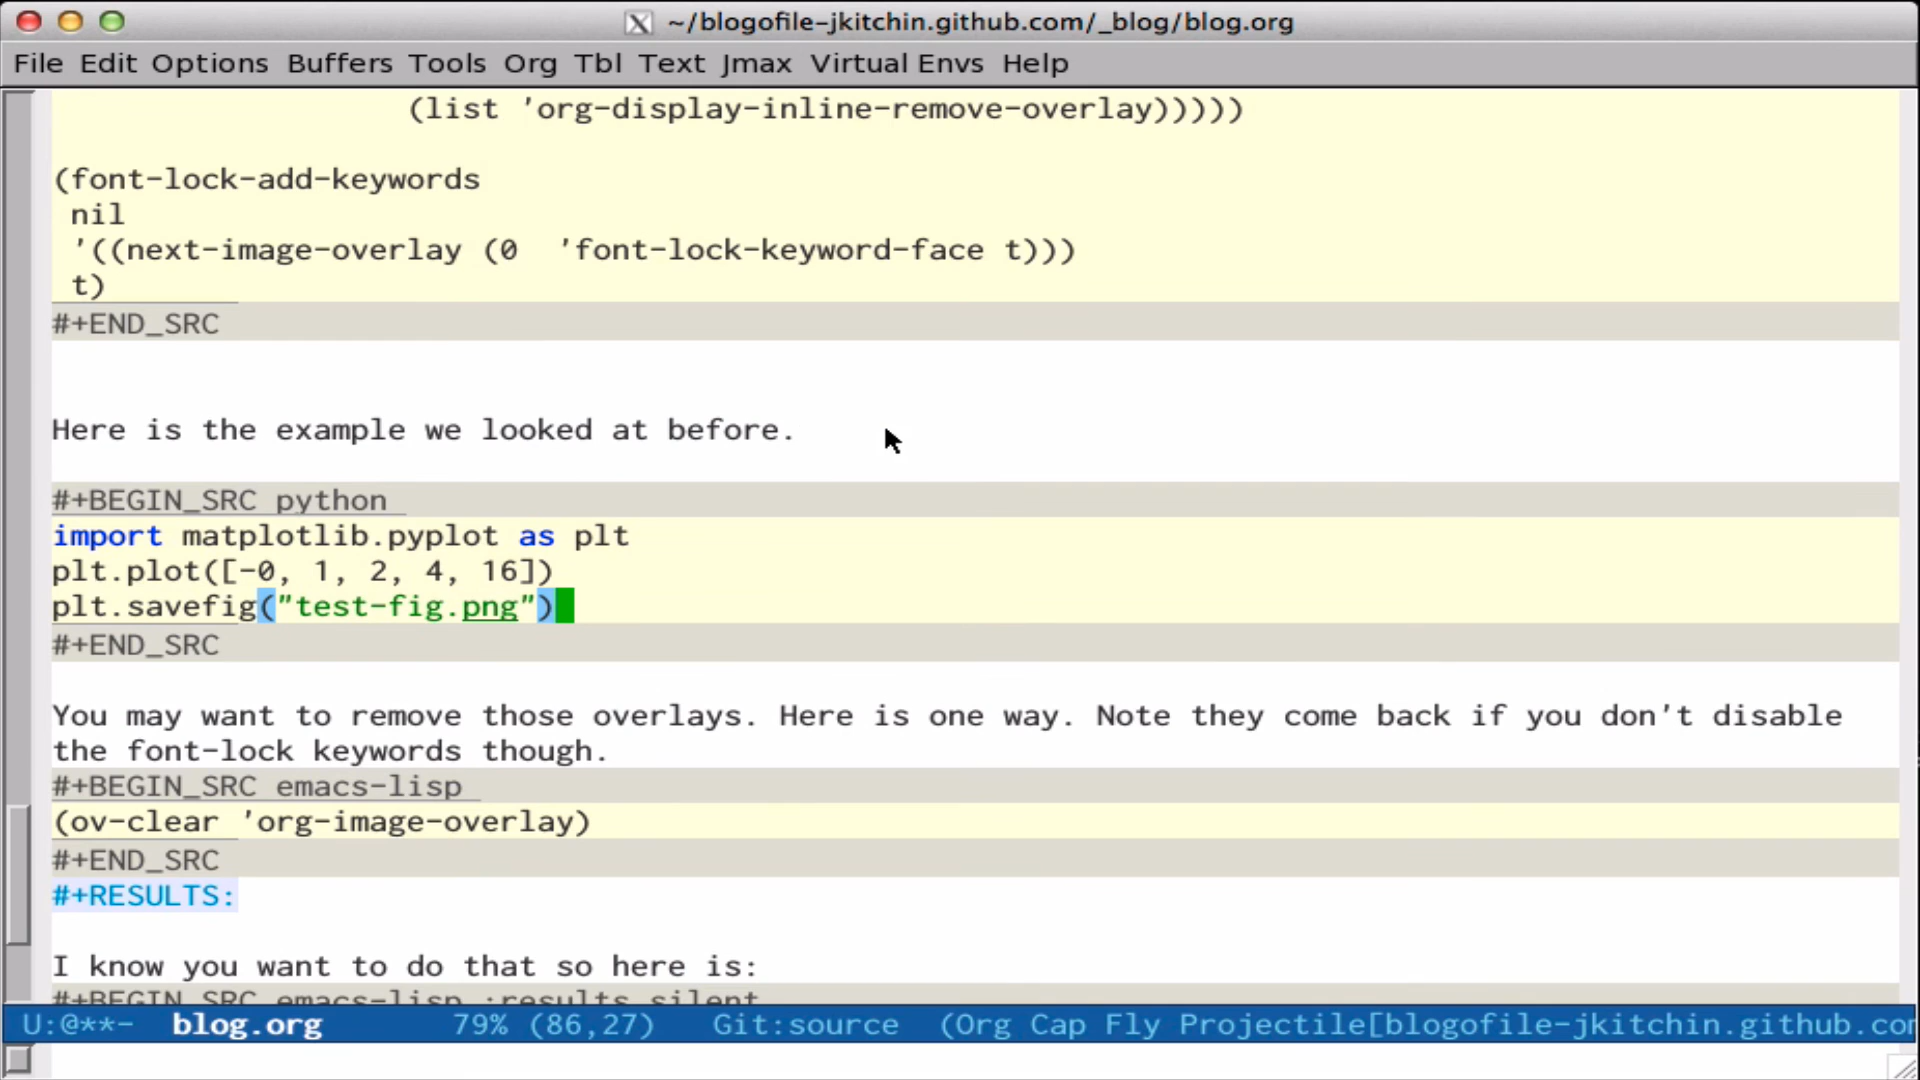 X ~/blogofile-jkitchin.github.com/_blog/blog.org
File Edit Options Buffers Tools Org Tbl Text Jmax Virtual Envs Help
(list 'org-display-inline-remove-overlay)))))
(font-lock-add-keywords
nil
'((next-image-overlay (0  'font-lock-keyword-face t)))
t)
#+END_SRC
Here is the example we looked at before.
#+BEGIN_SRC python
import matplotlib.pyplot as plt
plt.plot([-0, 1, 2, 4, 16])
plt.savefig("test-fig.png")
#+END_SRC
You may want to remove those overlays. Here is one way. Note they come back if you don't disable
the font-lock keywords though.
#+BEGIN_SRC emacs-lisp
(ov-clear 'org-image-overlay)
#+END_SRC
#+RESULTS:
I know you want to do that so here is:
#+BEGIN_SRC emacs-lisp :results silent
U:@**-  blog.org  79% (86,27)  Git:source  (Org Cap Fly Projectile[blogofile-jkitchin.github.co